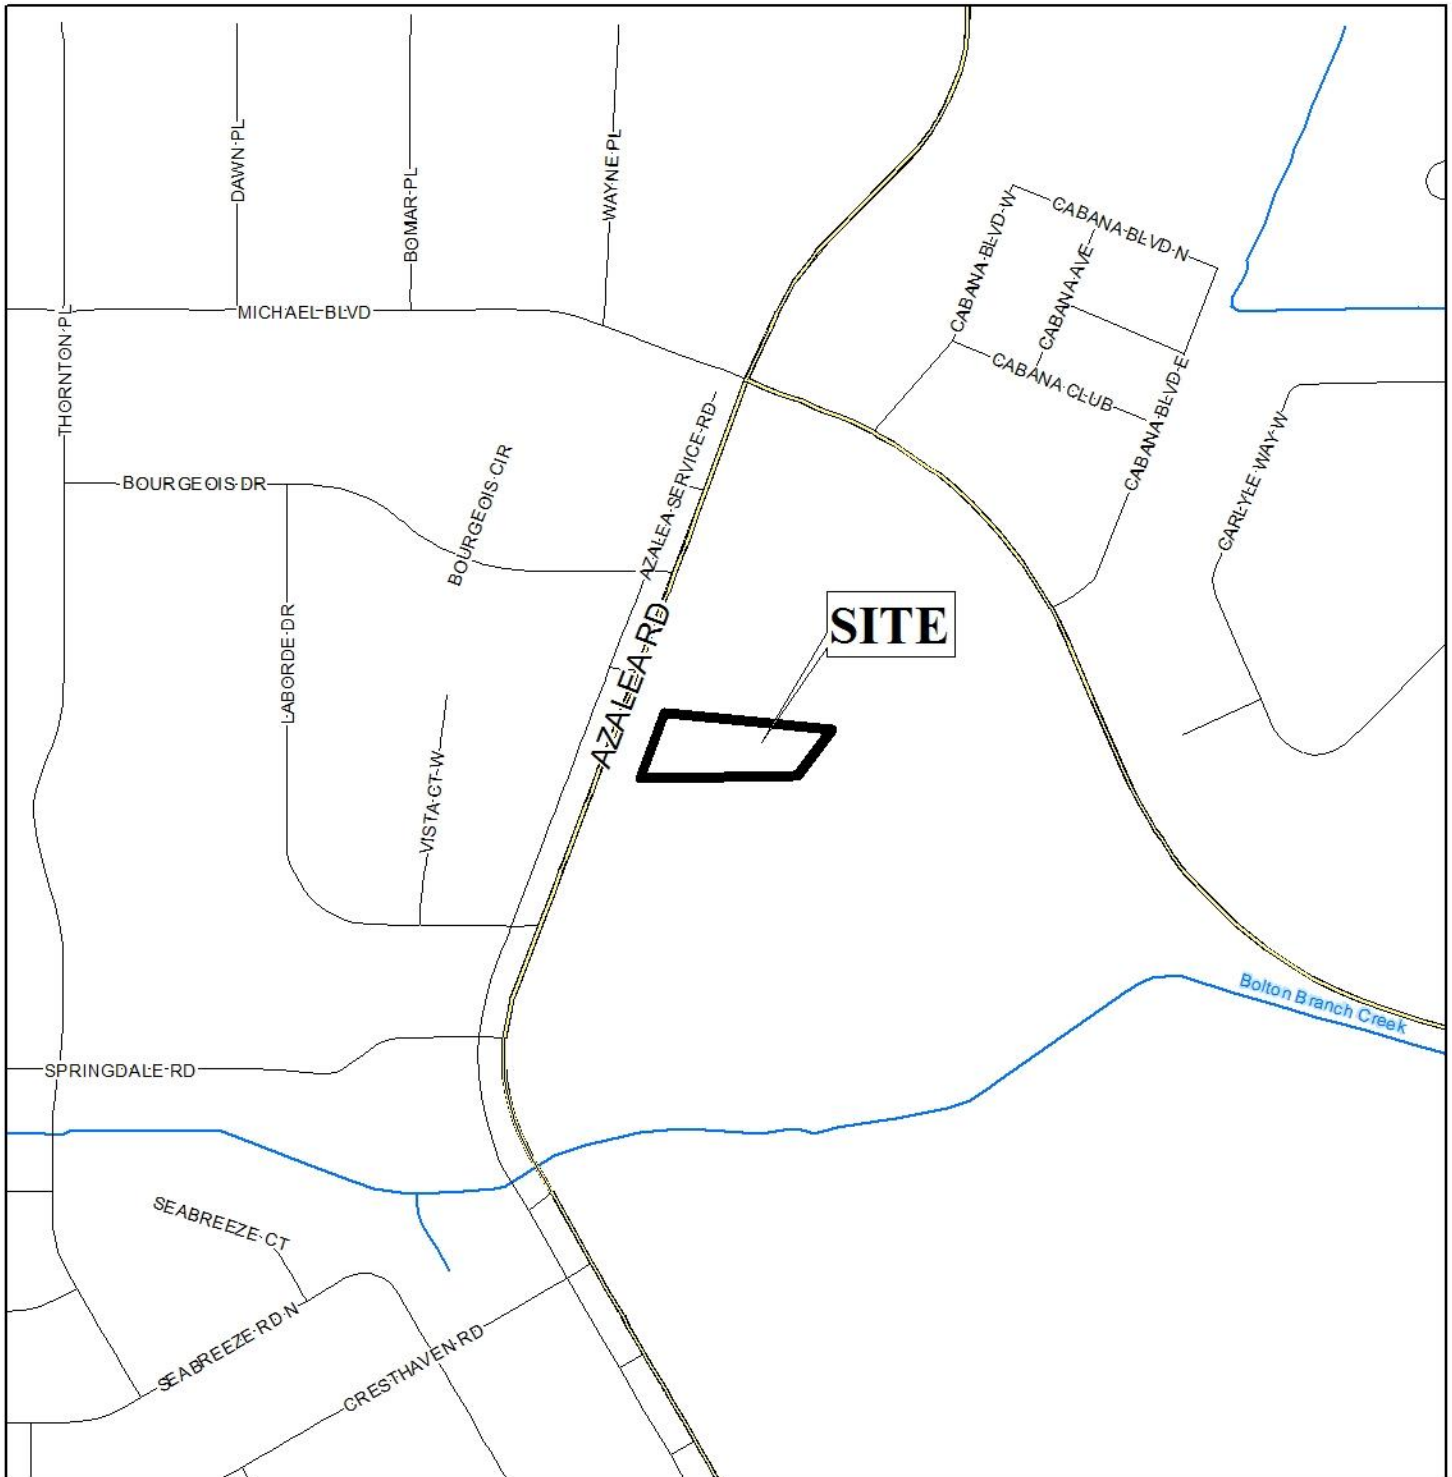 DAWN PL
BOMAR PL
WAYNE PL
CABANA BLVD W
CABANA BLVD N
CABANA AVE
MICHAEL BLVD
THORNTON PL
CABANA CLUB
CABANA BLVD E
AZALEA SERVICE RD
CARLYLE WAY W
BOURGEOIS DR
BOURGEOIS CIR
SITE
LABORDE DR
AZALEA RD
VISTA CT W
Bolton Branch Creek
SPRINGDALE RD
SEABREEZE CT
SEABREEZE RD N
CRESTHAVEN RD